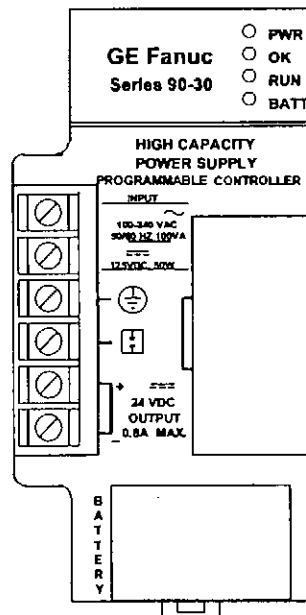 GE Fanuc
Series 90-30
PWR
OK
RUN
BATT
HIGH CAPACITY
POWER SUPPLY
PROGRAMMABLE CONTROLLER
INPUT
100-240 VAC
50/60 HZ 100VA
125VDC, 50W
+
24 VDC
OUTPUT
0.8A MAX.
-
BATTERY